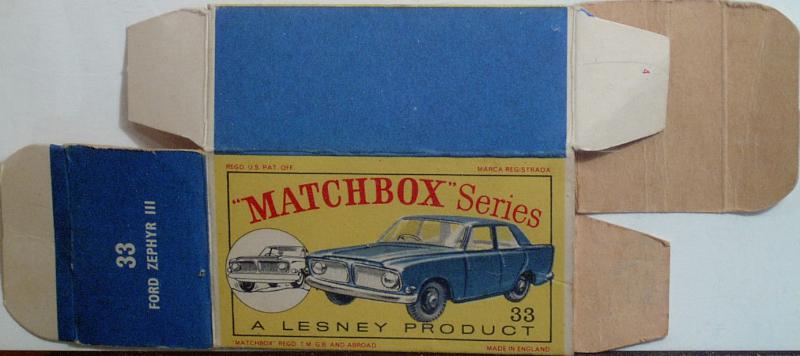 4
REGD. U.S. PAT. OFF. MARCA REGISTRADA
"MATCHBOX" Series
33
FORD ZEPHYR III
33
A LESNEY PRODUCT
"MATCHBOX" REGD. T.M. G.B. AND ABROAD MADE IN ENGLAND